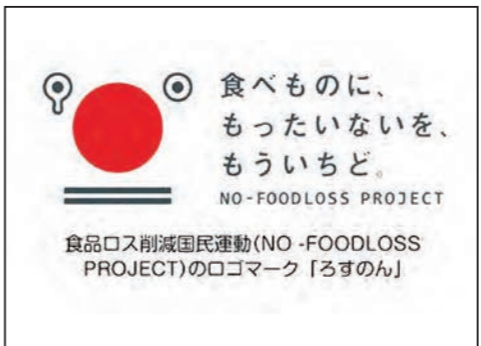 食べものに、
もったいないを、
もういちど。
NO-FOODLOSS PROJECT
食品ロス削減国民運動(NO -FOODLOSS
PROJECT)のロゴマーク「ろすのん」